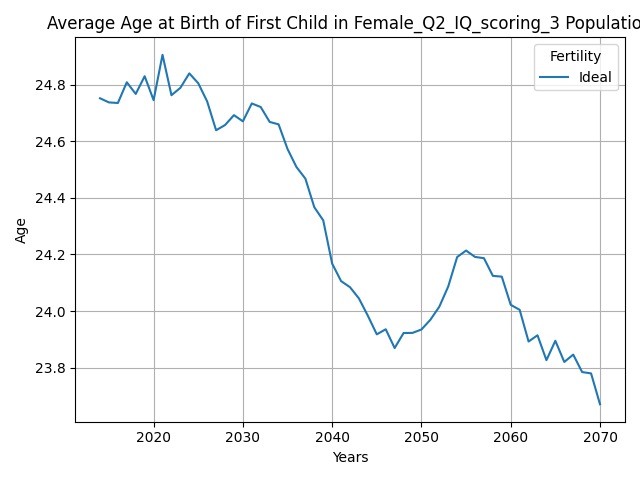 Average Age at Birth of First Child in Female_Q2_IQ_scoring_3 Populatio
Fertility
Ideal
Age
24.8
24.6
24.4
24.2
24.0
23.8
2020 2030 2040 2050 2060 2070
Years